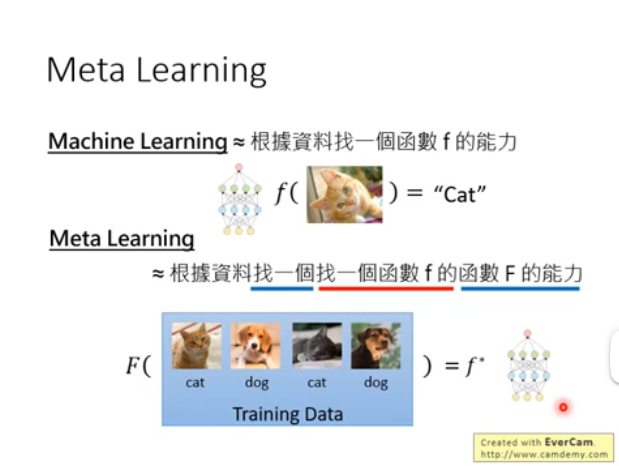 Meta Learning
Machine Learning ≈ 根據資料找一個函數 f 的能力
f( ) = “Cat”
Meta Learning
≈ 根據資料找一個找一個函數 f 的函數 F 的能力
F( ) = f*
cat dog cat dog
Training Data
Created with EverCam.
http://www.camdemy.com